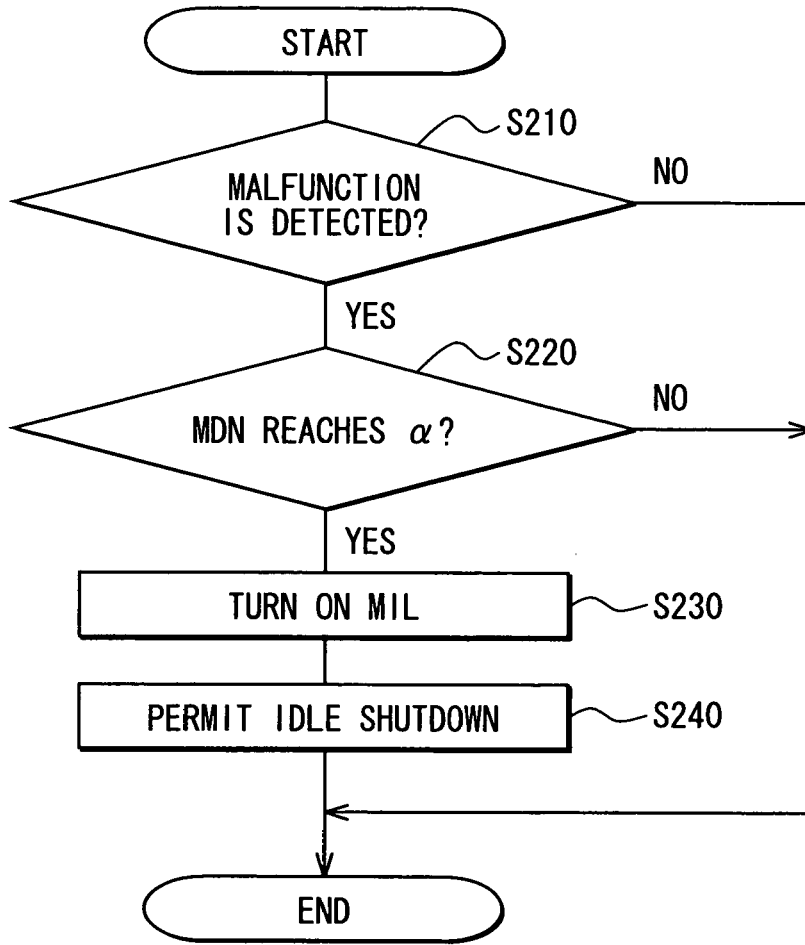 START
S210
MALFUNCTION
IS DETECTED?
NO
YES
S220
MDN REACHES α?
NO
YES
TURN ON MIL
S230
PERMIT IDLE SHUTDOWN
S240
END